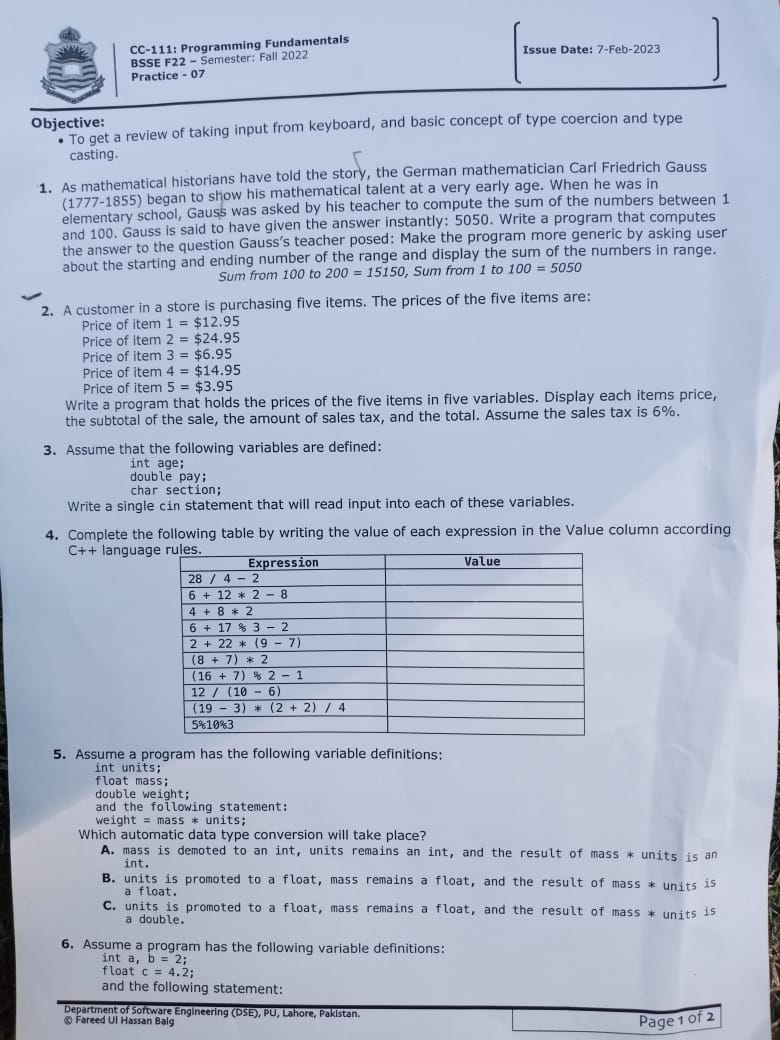 CC-111: Programming Fundamentals
BSSE F22 – Semester: Fall 2022
Practice - 07
Issue Date: 7-Feb-2023
Objective:
• To get a review of taking input from keyboard, and basic concept of type coercion and type
casting.
1. As mathematical historians have told the story, the German mathematician Carl Friedrich Gauss
(1777-1855) began to show his mathematical talent at a very early age. When he was in
elementary school, Gauss was asked by his teacher to compute the sum of the numbers between 1
and 100. Gauss is said to have given the answer instantly: 5050. Write a program that computes
the answer to the question Gauss's teacher posed: Make the program more generic by asking user
about the starting and ending number of the range and display the sum of the numbers in range.
Sum from 100 to 200 = 15150, Sum from 1 to 100 = 5050
2. A customer in a store is purchasing five items. The prices of the five items are:
Price of item 1 = $12.95
Price of item 2 = $24.95
Price of item 3 = $6.95
Price of item 4 = $14.95
Price of item 5 = $3.95
Write a program that holds the prices of the five items in five variables. Display each items price,
the subtotal of the sale, the amount of sales tax, and the total. Assume the sales tax is 6%.
3. Assume that the following variables are defined:
int age;
double pay;
char section;
Write a single cin statement that will read input into each of these variables.
4. Complete the following table by writing the value of each expression in the Value column according
C++ language rules.
Expression Value
28 / 4 – 2
6 + 12 * 2 – 8
4 + 8 * 2
6 + 17 % 3 – 2
2 + 22 * (9 – 7)
(8 + 7) * 2
(16 + 7) % 2 – 1
12 / (10 – 6)
(19 – 3) * (2 + 2) / 4
5%10%3
5. Assume a program has the following variable definitions:
int units;
float mass;
double weight;
and the following statement:
weight = mass * units;
Which automatic data type conversion will take place?
A. mass is demoted to an int, units remains an int, and the result of mass * units is an
int.
B. units is promoted to a float, mass remains a float, and the result of mass * units is
a float.
C. units is promoted to a float, mass remains a float, and the result of mass * units is
a double.
6. Assume a program has the following variable definitions:
int a, b = 2;
float c = 4.2;
and the following statement:
Department of Software Engineering (DSE), PU, Lahore, Pakistan.
© Fareed Ul Hassan Baig
Page 1 of 2